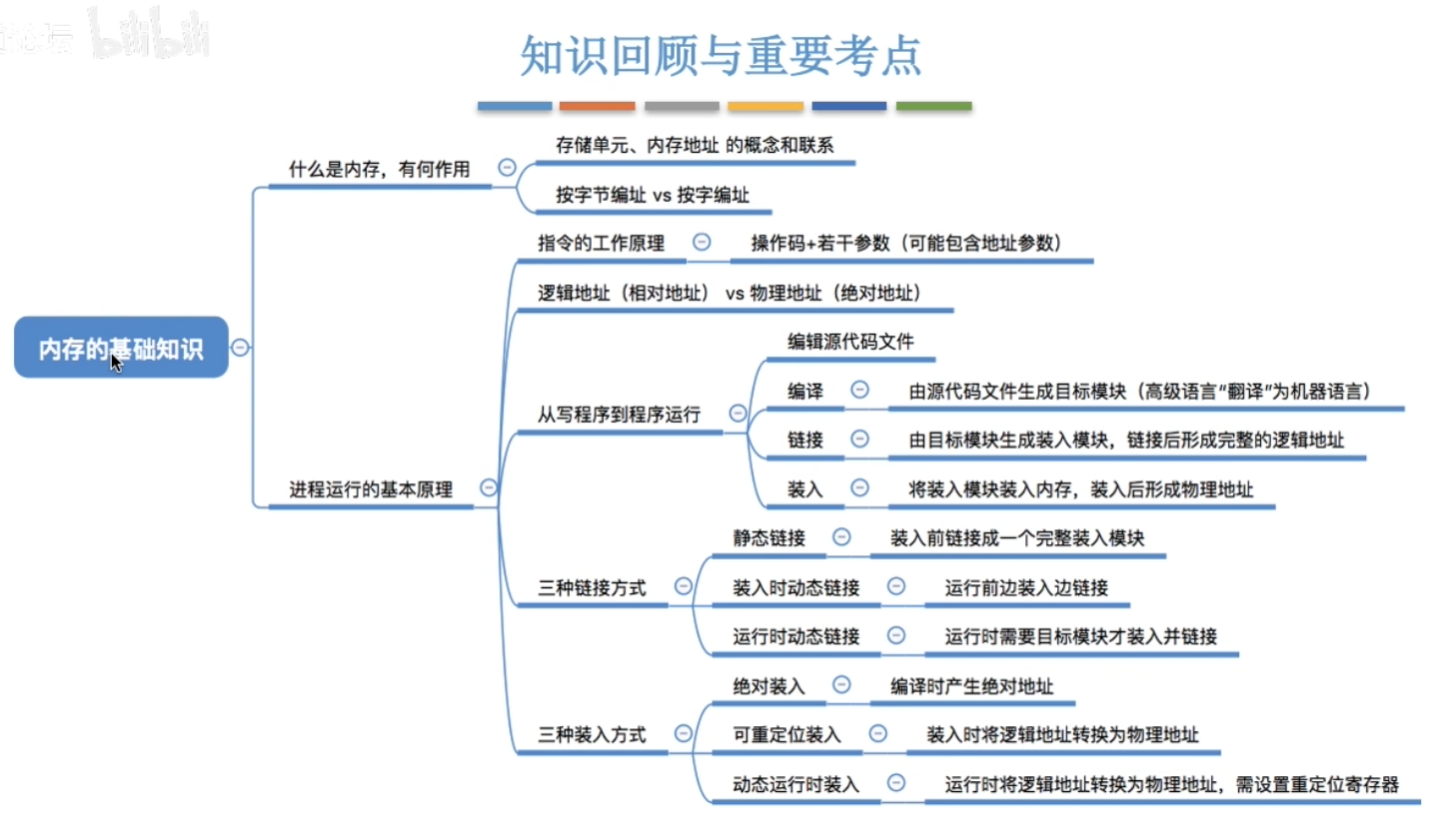 bilibili
知识回顾与重要考点
内存的基础知识
什么是内存，有何作用
存储单元、内存地址 的概念和联系
按字节编址 vs 按字编址
进程运行的基本原理
指令的工作原理
操作码+若干参数（可能包含地址参数）
逻辑地址（相对地址） vs 物理地址（绝对地址）
从写程序到程序运行
编辑源代码文件
编译
由源代码文件生成目标模块（高级语言“翻译”为机器语言）
链接
由目标模块生成装入模块，链接后形成完整的逻辑地址
装入
将装入模块装入内存，装入后形成物理地址
三种链接方式
静态链接
装入前链接成一个完整装入模块
装入时动态链接
运行前边装入边链接
运行时动态链接
运行时需要目标模块才装入并链接
三种装入方式
绝对装入
编译时产生绝对地址
可重定位装入
装入时将逻辑地址转换为物理地址
动态运行时装入
运行时将逻辑地址转换为物理地址，需设置重定位寄存器